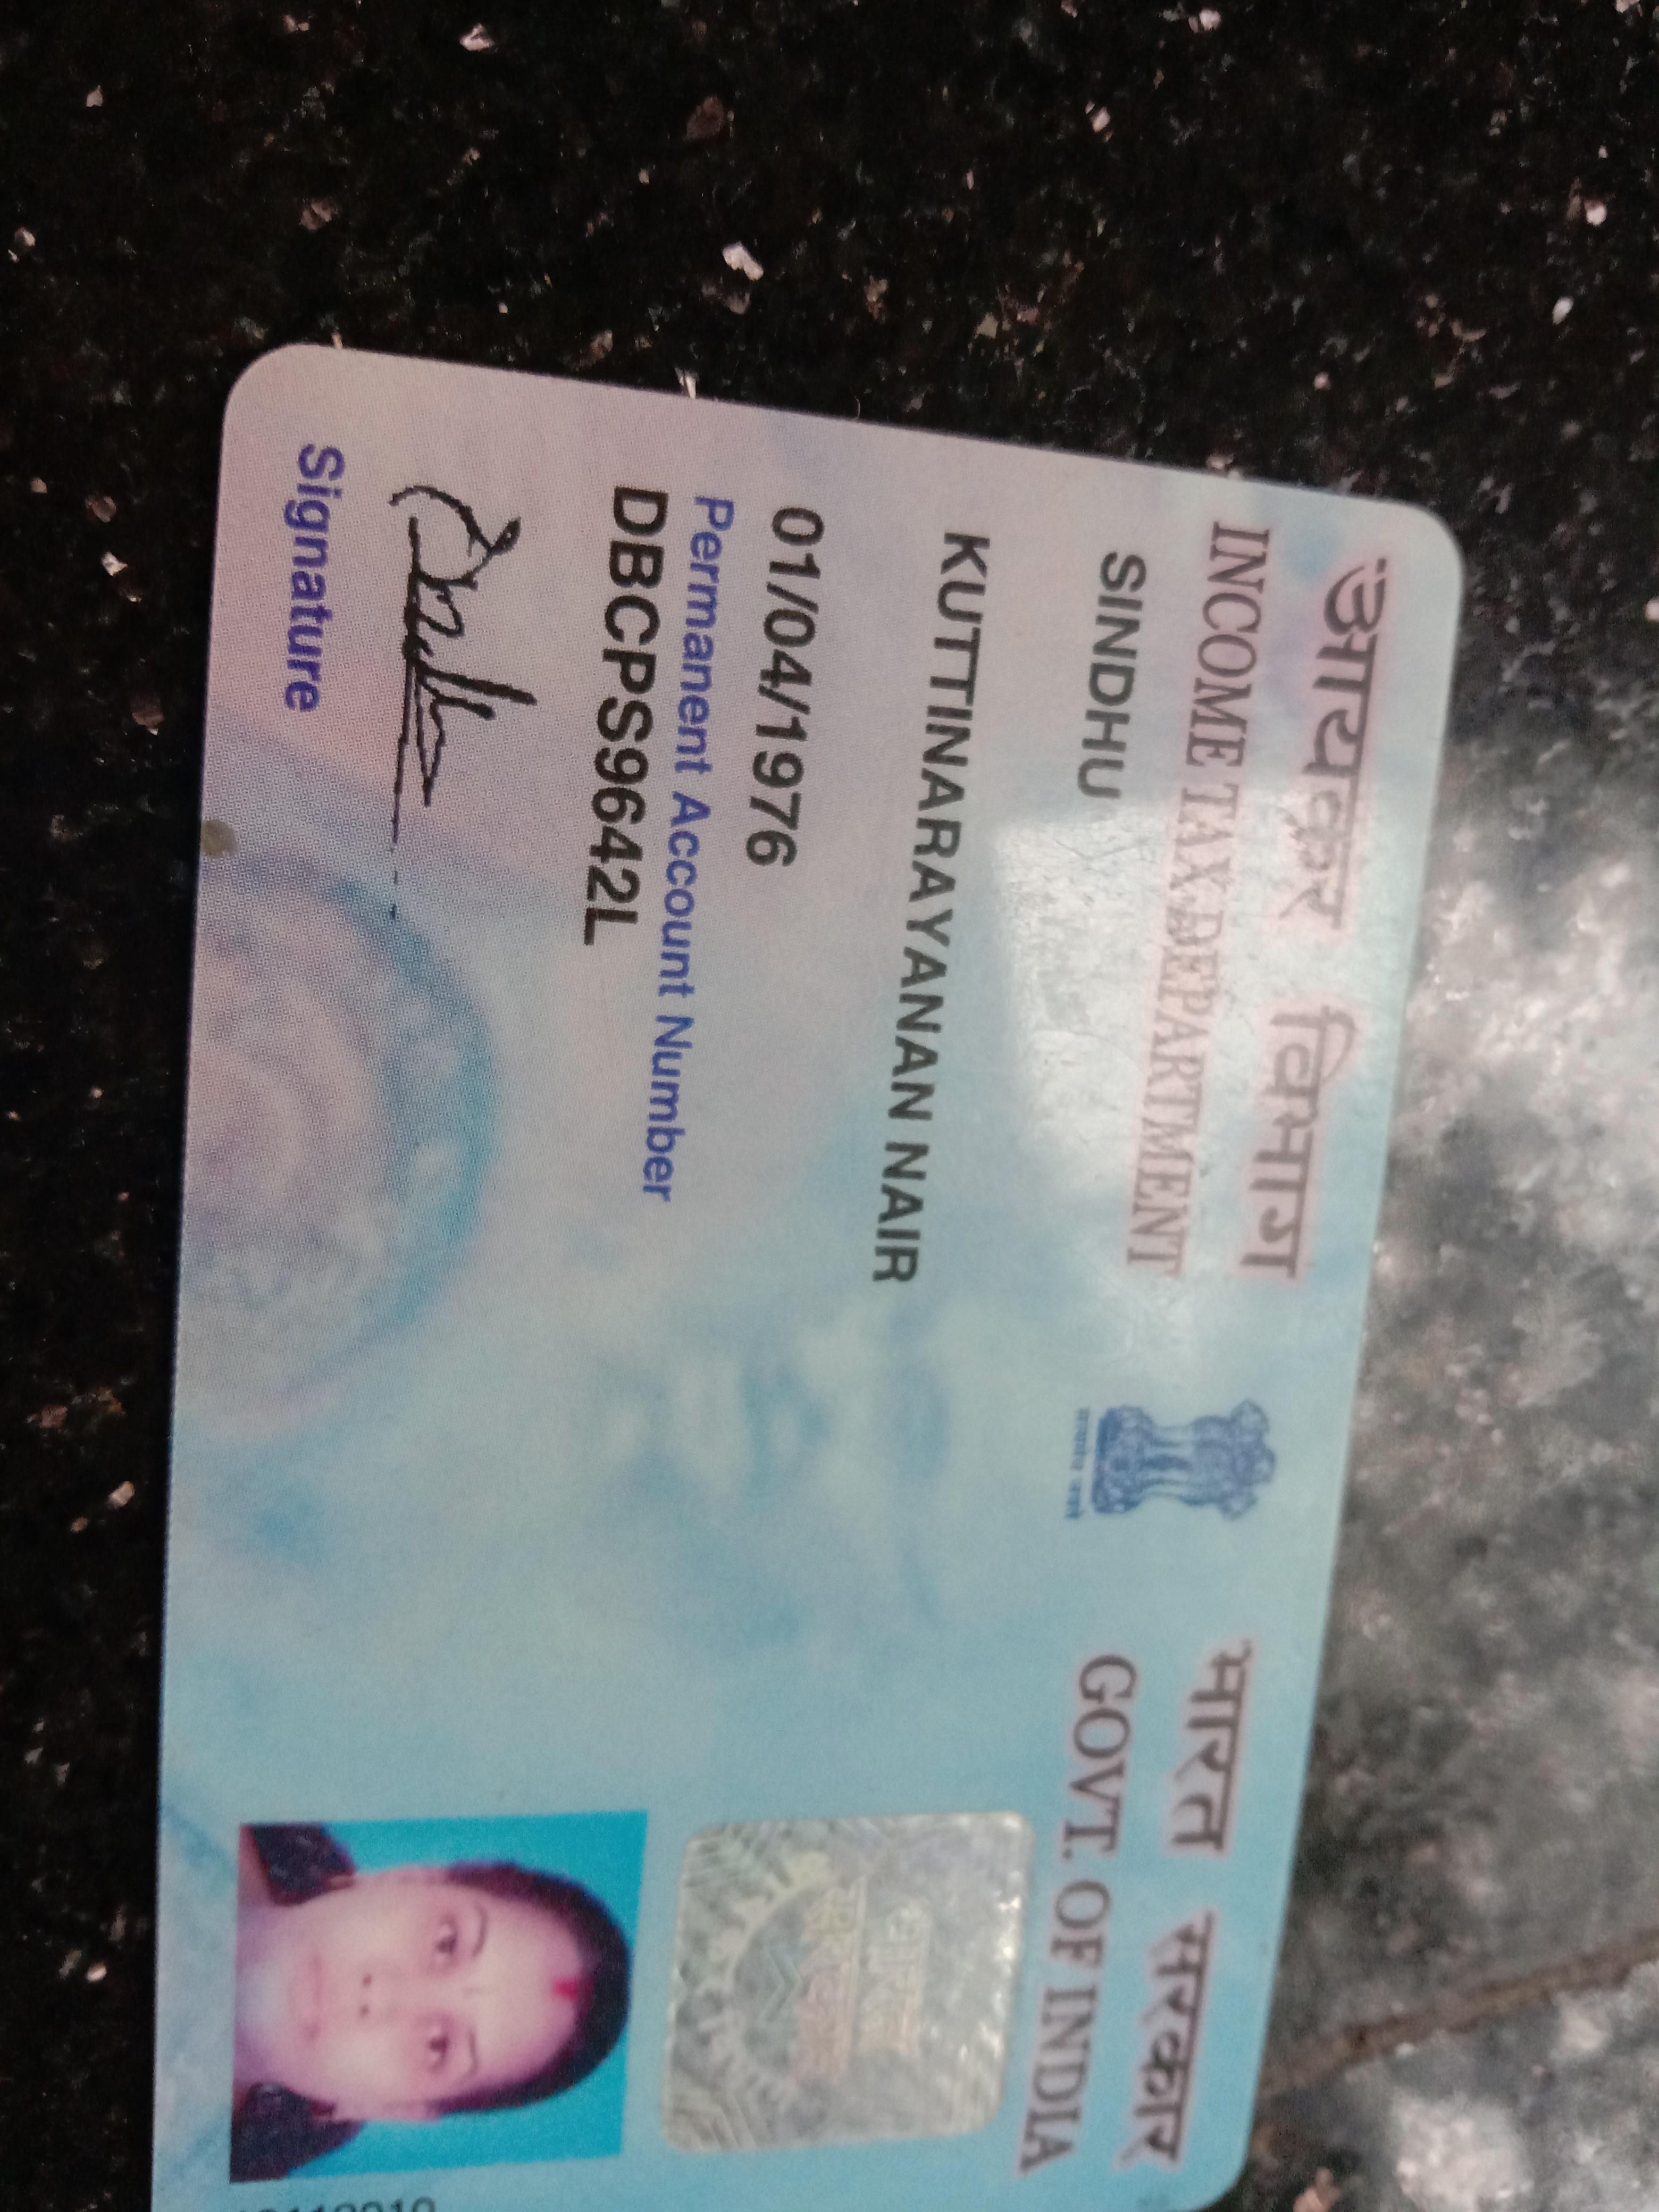 आयकर विभाग
INCOME TAX DEPARTMENT
भारत सरकार
GOVT. OF INDIA
SINDHU
KUTTINARAYANAN NAIR
01/04/1976
Permanent Account Number
DBCPS9642L
Signature